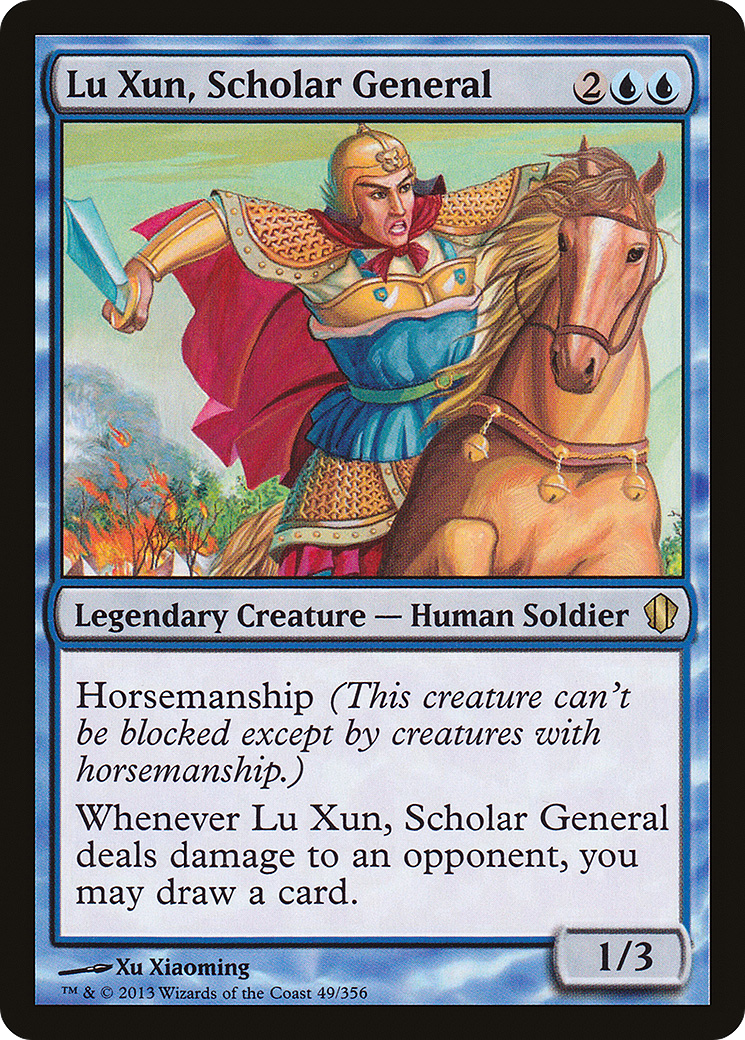 Lu Xun, Scholar General 2
Legendary Creature — Human Soldier
Horsemanship (This creature can't
be blocked except by creatures with
horsemanship.)
Whenever Lu Xun, Scholar General
deals damage to an opponent, you
may draw a card.
1/3
Xu Xiaoming
™ & © 2013 Wizards of the Coast 49/356